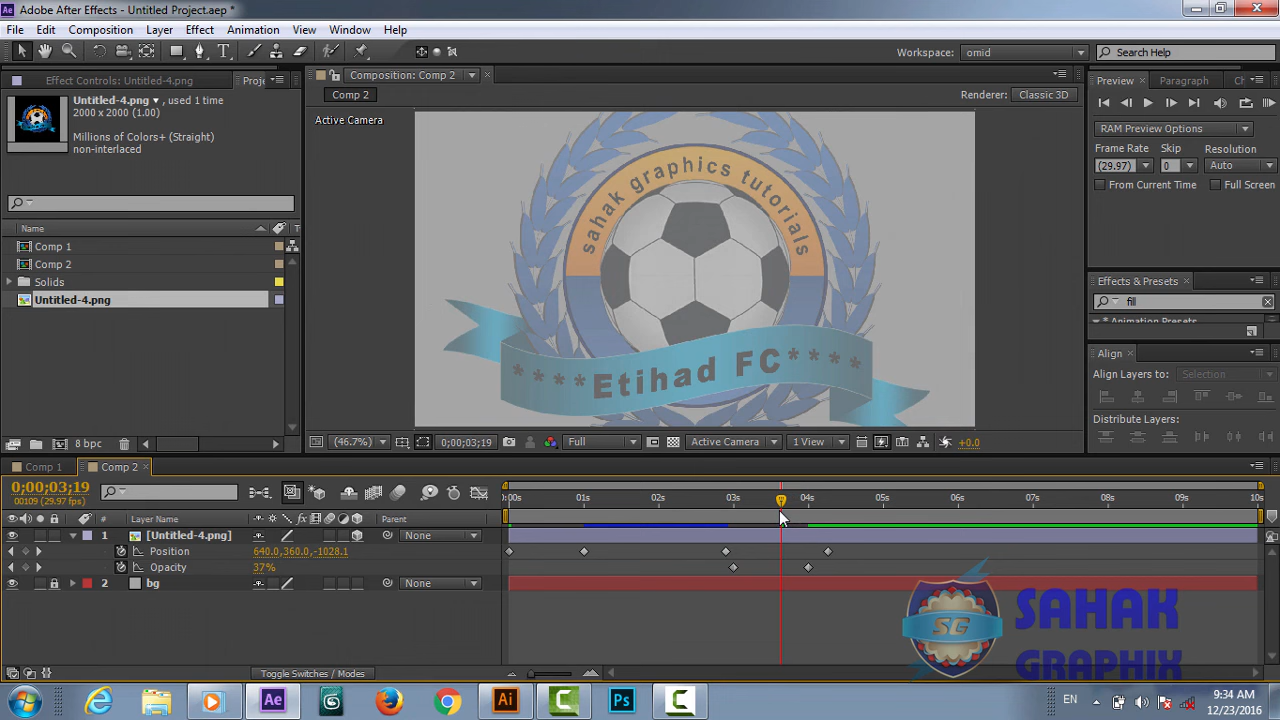 Adobe After Effects - Untitled Project.aep *
File Edit Composition Layer Effect Animation View Window Help
Workspace: omid Search Help
Effect Controls: Untitled-4.png Proje
Untitled-4.png , used 1 time
2000 x 2000 (1.00)
Millions of Colors+ (Straight)
non-interlaced
Name T
Comp 1
Comp 2
Solids
Untitled-4.png
8 bpc
Composition: Comp 2
Comp 2
Renderer: Classic 3D
Active Camera
sahak graphics tutorials
****Etihad FC****
(46.7%) 0;00;03;19 Full Active Camera 1 View +0.0
Preview Paragraph Ch
RAM Preview Options
Frame Rate Skip Resolution
(29.97) 0 Auto
From Current Time Full Screen
Effects & Presets
fill
Animation Presets
Align
Align Layers to: Selection
Distribute Layers:
Comp 1 Comp 2
0;00;03;19
00109 (29.97 fps)
:00s 01s 02s 03s 04s 05s 06s 07s 08s 09s 10s
# Layer Name Parent
1 [Untitled-4.png] None
Position 640.0,360.0,-1028.1
Opacity 37%
2 bg None
Toggle Switches / Modes
SG
SAHAK
GRAPHIX
Ae Ai Ps
EN
9:34 AM
12/23/2016